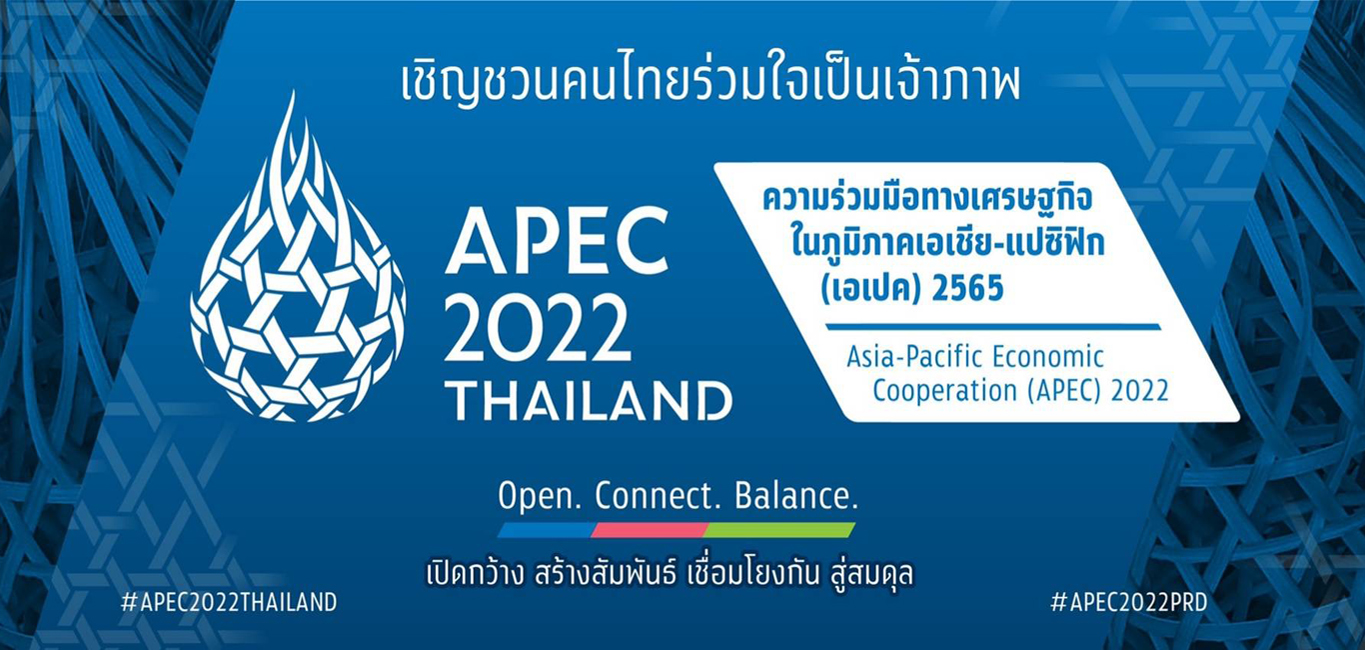 เชิญชวนคนไทยร่วมใจเป็นเจ้าภาพ
APEC
2022
THAILAND
ความร่วมมือทางเศรษฐกิจ
ในภูมิภาคเอเชีย-แปซิฟิก
(เอเปค) 2565
Asia-Pacific Economic
Cooperation (APEC) 2022
Open. Connect. Balance.
เปิดกว้าง สร้างสัมพันธ์ เชื่อมโยงกัน สู่สมดุล
#APEC2022THAILAND
#APEC2022PRD